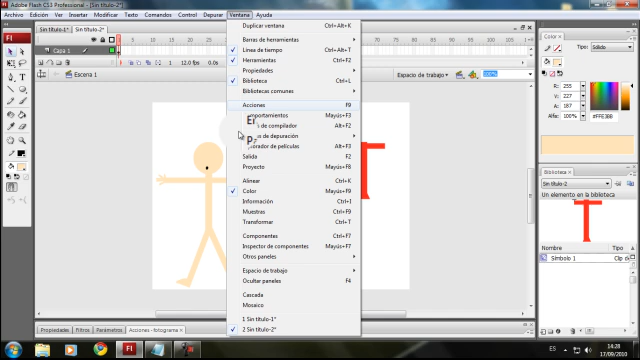 Adobe Flash CS3 Professional - [Sin título-2*]
Archivo Edición Ver Insertar Modificar Texto Comandos Control Depurar Ventana Ayuda
Sin título-1* Sin título-2*
Capa 1
1 12.0 fps 0.0s
Escena 1
Espacio de trabajo
100%
Duplicar ventana Ctrl+Alt+K
Barras de herramientas
Línea de tiempo Ctrl+Alt+T
Herramientas Ctrl+F2
Propiedades
Biblioteca Ctrl+L
Bibliotecas comunes
Acciones F9
mportamientos Mayús+F3
de compilador Alt+F2
s de depuración
orador de películas Alt+F3
Salida F2
Proyecto Mayús+F8
Alinear Ctrl+K
Color Mayús+F9
Información Ctrl+I
Muestras Ctrl+F9
Transformar Ctrl+T
Componentes Ctrl+F7
Inspector de componentes Mayús+F7
Otros paneles
Espacio de trabajo
Ocultar paneles F4
Cascada
Mosaico
1 Sin título-1*
2 Sin título-2*
Color
Tipo: Sólido
R: 255
V: 227
A: 187
Alfa: 100%
#FFE3BB
Biblioteca
Sin título-2
Un elemento en la biblioteca
Nombre Tipo
Símbolo 1 Clip de
Propiedades Filtros Parámetros Acciones - fotograma
ES
14:28
17/09/2010